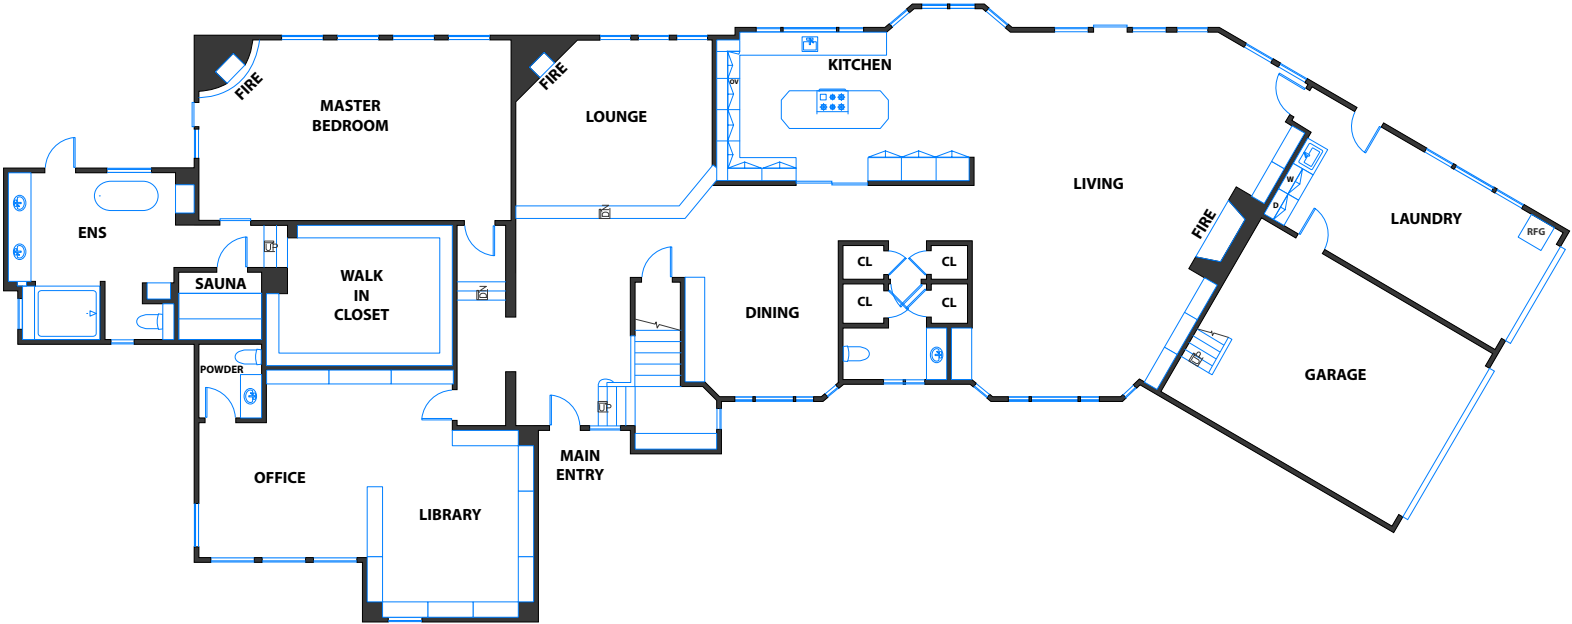 FIRE
MASTER
BEDROOM
FIRE
LOUNGE
KITCHEN
OV
LIVING
FIRE
W
D
LAUNDRY
RFG
ENS
UP
SAUNA
WALK
IN
CLOSET
DN
DN
CL
CL
CL
CL
DINING
POWDER
UP
UP
GARAGE
OFFICE
LIBRARY
MAIN
ENTRY